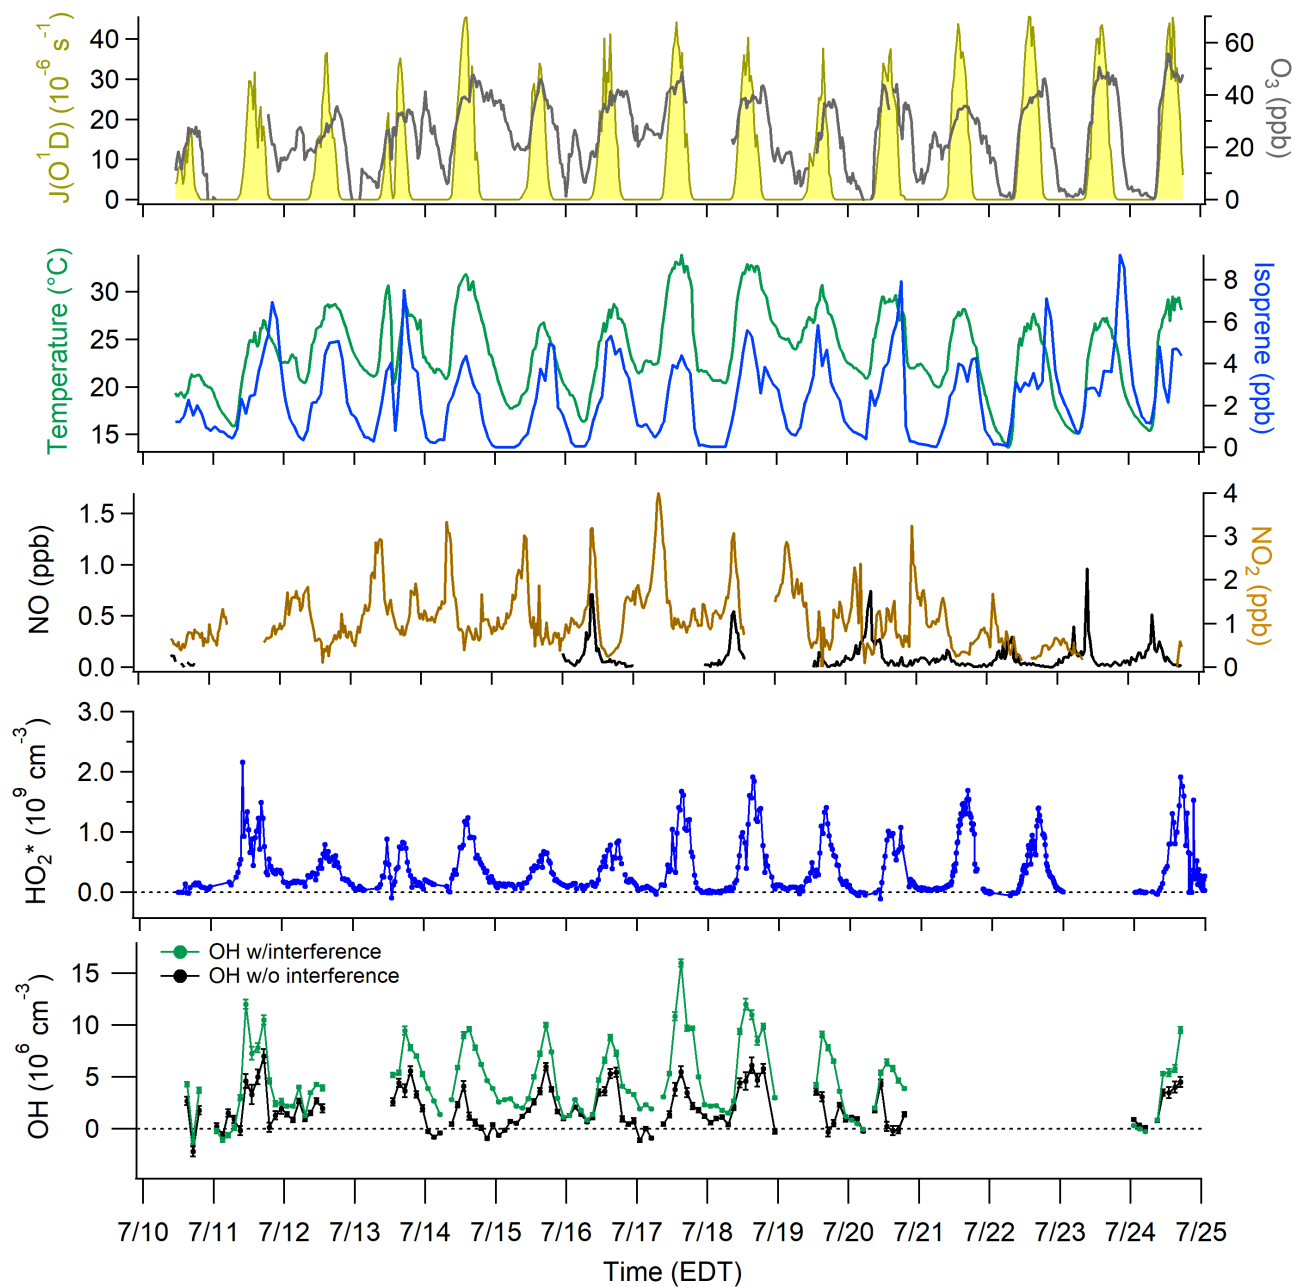 J(O¹D) (10⁻⁶ s⁻¹)
40
30
20
10
0
60
40
20
0
O₃ (ppb)
Temperature (°C)
30
25
20
15
8
6
4
2
0
Isoprene (ppb)
NO (ppb)
1.5
1.0
0.5
0.0
4
3
2
1
0
NO₂ (ppb)
HO₂* (10⁹ cm⁻³)
3.0
2.0
1.0
0.0
OH (10⁶ cm⁻³)
15
10
5
0
OH w/interference
OH w/o interference
7/10 7/11 7/12 7/13 7/14 7/15 7/16 7/17 7/18 7/19 7/20 7/21 7/22 7/23 7/24 7/25
Time (EDT)